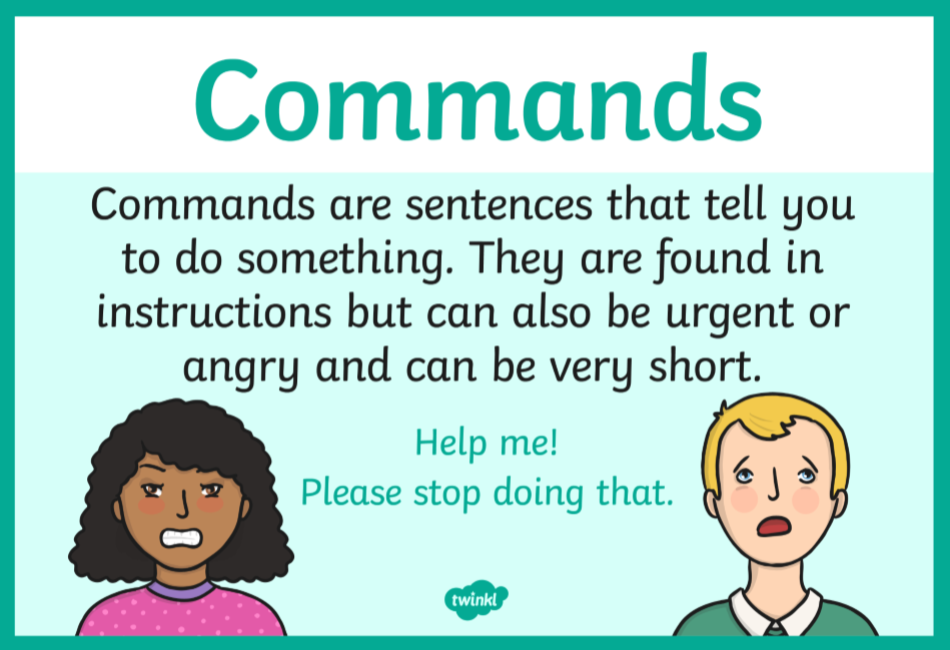 Commands
Commands are sentences that tell you
to do something. They are found in
instructions but can also be urgent or
angry and can be very short.
Help me!
Please stop doing that.
twinkl